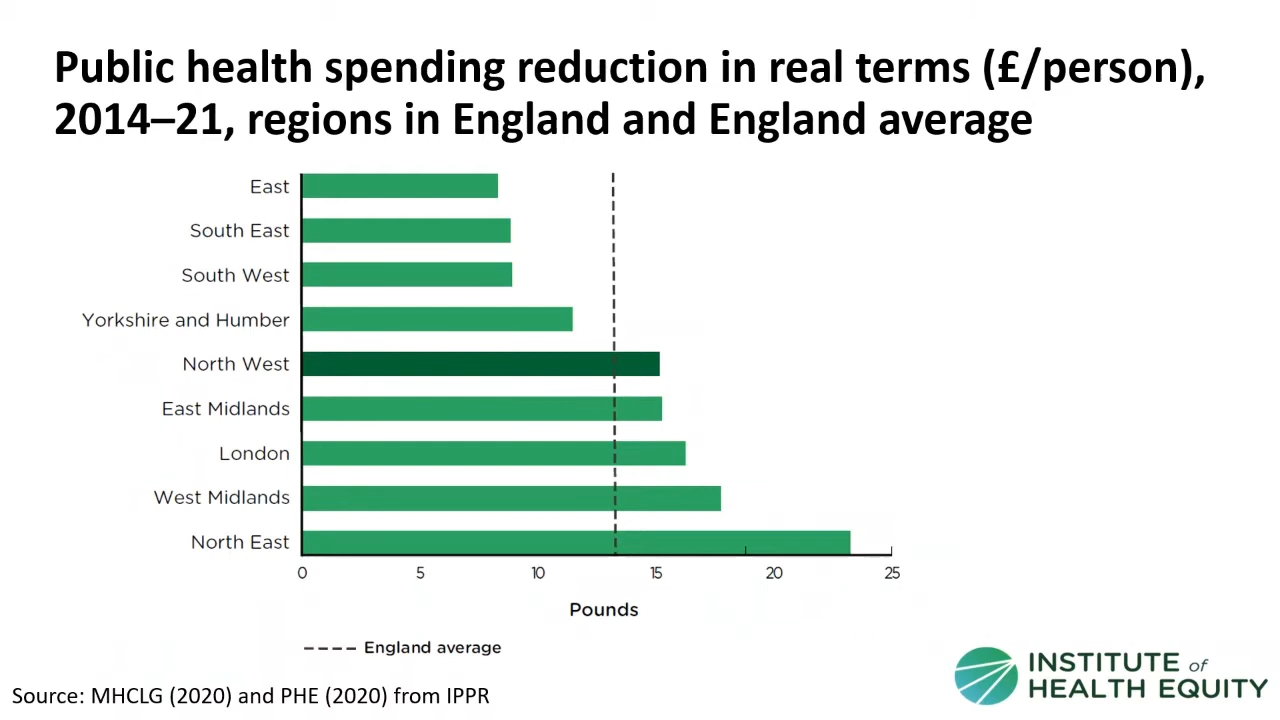 Public health spending reduction in real terms (£/person),
2014–21, regions in England and England average
East
South East
South West
Yorkshire and Humber
North West
East Midlands
London
West Midlands
North East
0 5 10 15 20 25
Pounds
England average
INSTITUTE of
HEALTH EQUITY
Source: MHCLG (2020) and PHE (2020) from IPPR